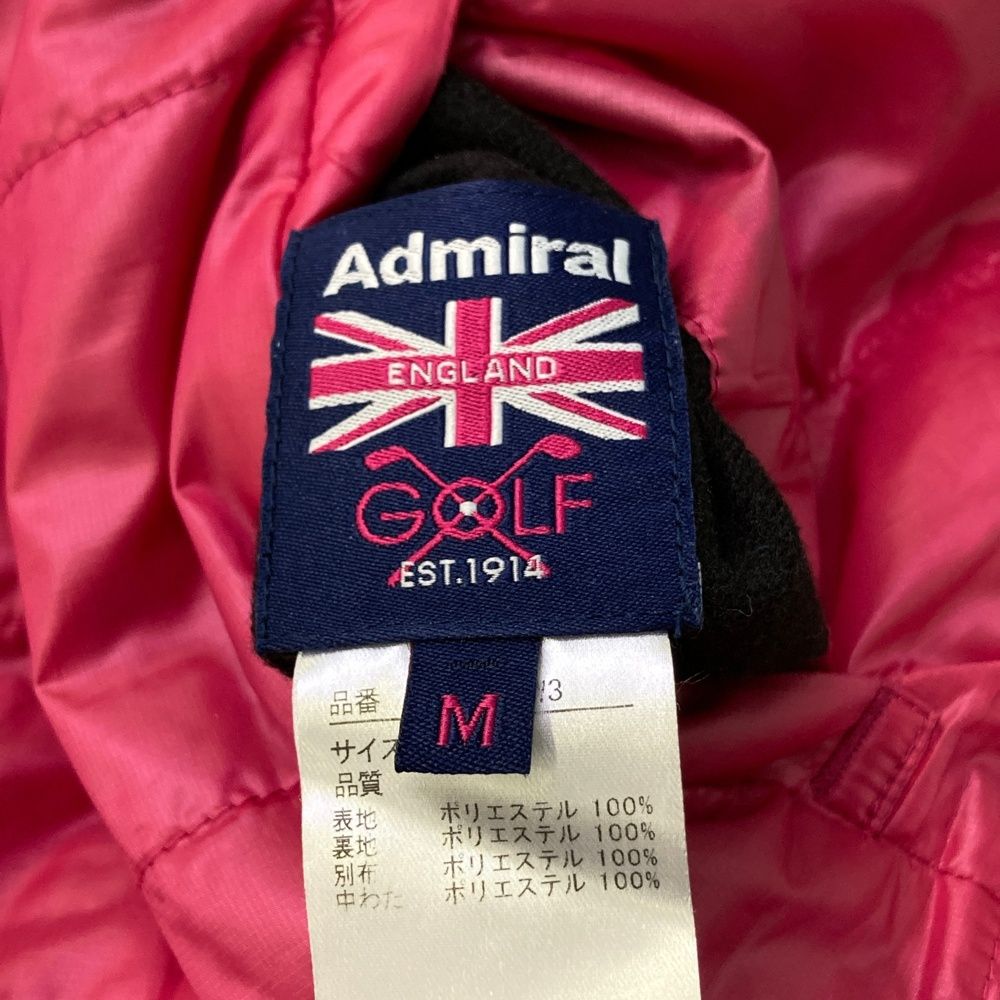 Admiral
ENGLAND
GOLF
EST.1914
M
品番
サイズ
品質
表地 ポリエステル 100%
裏地 ポリエステル 100%
別布 ポリエステル 100%
中わた ポリエステル 100%